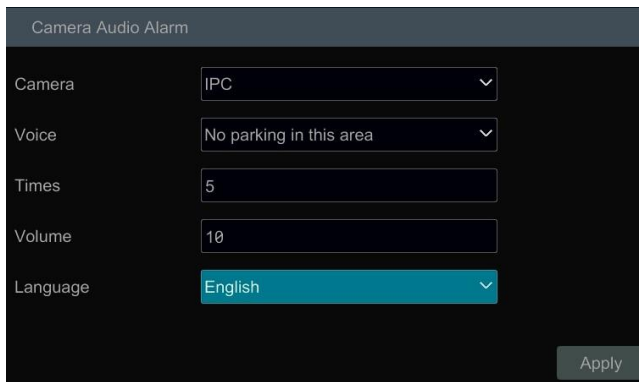 Camera Audio Alarm
Camera IPC
Voice No parking in this area
Times 5
Volume 10
Language English
Apply